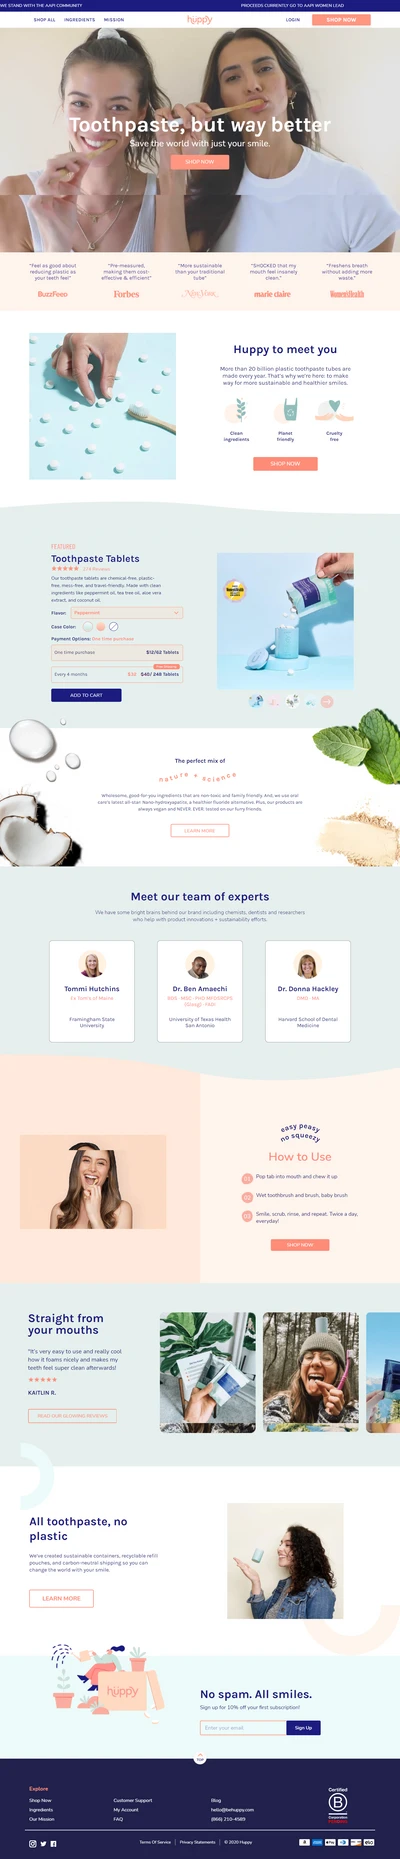 WE STAND WITH THE AAPI COMMUNITY
PROCEEDS CURRENTLY GO TO AAPI WOMEN LEAD
SHOP ALL
INGREDIENTS
MISSION
huppy
LOGIN
SHOP NOW
Toothpaste, but way better
Save the world with just your smile.
SHOP NOW
"Feel as good about
reducing plastic as
your teeth feel"
BuzzFeed
"Pre-measured,
making them cost-
effective & efficient"
Forbes
"More sustainable
than your traditional
tube"
"SHOCKED that my
mouth feel insanely
clean."
marie claire
"Freshens breath
without adding more
waste."
Women'sHealth
Huppy to meet you
More than 20 billion plastic toothpaste tubes are
made every year. That's why we're here: to make
way for more sustainable and healthier smiles.
Clean
ingredients
Planet
friendly
Cruelty
free
SHOP NOW
FEATURED
Toothpaste Tablets
Our toothpaste tablets are chemical-free, plastic-
free, mess-free, and travel-friendly. Made with clean
ingredients like peppermint oil, tea tree oil, aloe vera
extract, and coconut oil.
Flavor:
Peppermint
Case Color:
Payment Options: One time purchase
One time purchase
$12/62 Tablets
Every 4 months
$40/ 248 Tablets
ADD TO CART
The perfect mix of
nature + science
Wholesome, good-for-you ingredients that are non-toxic and family friendly. And, we use oral
care's latest all-star: Nano-hydroxyapatite, a healthier fluoride alternative. Plus, our products are
always vegan and NEVER. EVER. tested on our furry friends.
LEARN MORE
Meet our team of experts
We have some bright brains behind our brand including chemists, dentists and researchers
who help with product innovations + sustainability efforts.
Tommi Hutchins
Ex Tom's of Maine
Framingham State
University
Dr. Ben Amaechi
University of Texas Health
San Antonio
Dr. Donna Hackley
DMD · MA
Harvard School of Dental
Medicine
easy peasy
no squeezy
How to Use
01
Pop tab into mouth and chew it up
02
Wet toothbrush and brush, baby brush
03
Smile, scrub, rinse, and repeat. Twice a day,
everyday!
SHOP NOW
Straight from
your mouths
"It's very easy to use and really cool
how it foams nicely and makes my
teeth feel super clean afterwards!
KAITLIN R.
READ OUR GLOWING REVIEWS
All toothpaste, no
plastic
We've created sustainable containers, recyclable refill
pouches, and carbon-neutral shipping so you can
change the world with your smile.
LEARN MORE
huppy
No spam. All smiles.
Sign up for 10% off your first subscription!
Enter your email
Sign Up
TOP
Explore
Shop Now
Ingredients
Our Mission
Customer Support
My Account
FAQ
Blog
hello@behuppy.com
(866) 210-4589
Certified
B
Corporation
Terms Of Service
Privacy Statements
© 2020 Huppy